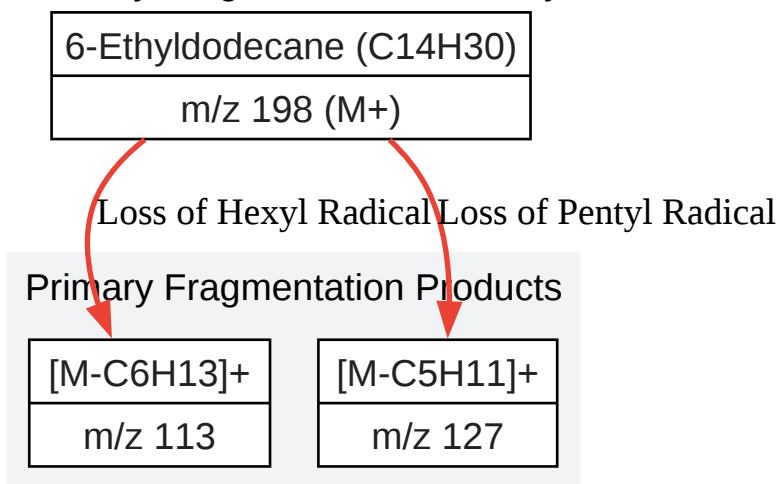 6-Ethyldodecane (C14H30)
m/z 198 (M+)
Loss of Hexyl Radical Loss of Pentyl Radical
Primary Fragmentation Products
[M-C6H13]+ [M-C5H11]+
m/z 113 m/z 127